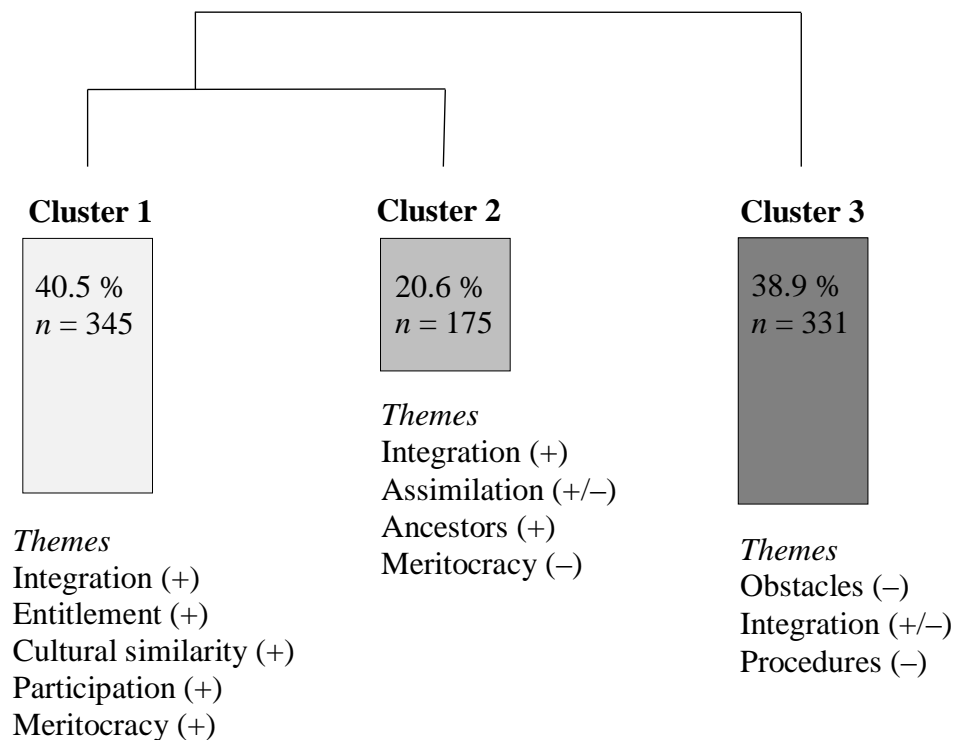 Cluster 1
40.5 %
n = 345
Themes
Integration (+)
Entitlement (+)
Cultural similarity (+)
Participation (+)
Meritocracy (+)
Cluster 2
20.6 %
n = 175
Themes
Integration (+)
Assimilation (+/–)
Ancestors (+)
Meritocracy (–)
Cluster 3
38.9 %
n = 331
Themes
Obstacles (–)
Integration (+/–)
Procedures (–)